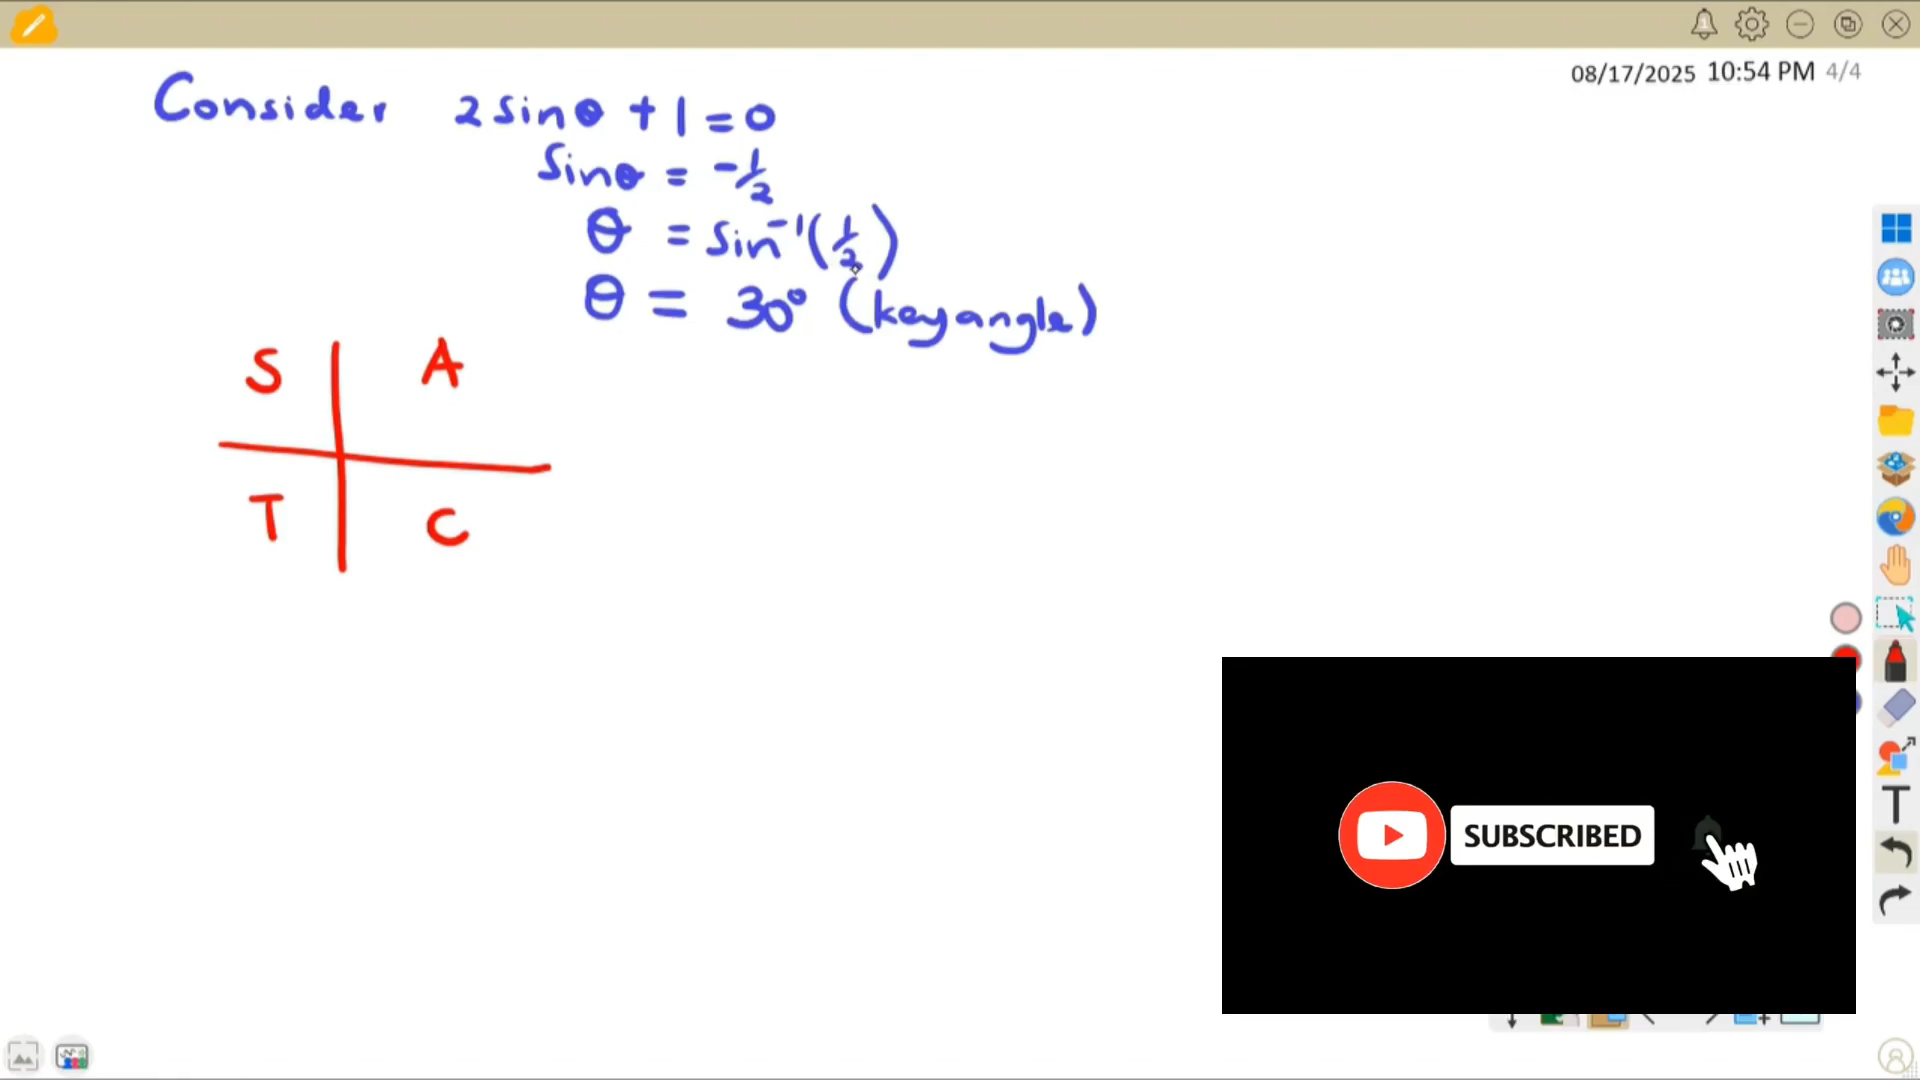 08/17/2025 10:54 PM 4/4
Consider 2 sinθ + 1 = 0
Sinθ = -1/2
θ = Sin⁻¹(1/2)
θ = 30° (key angle)
S A
T C
SUBSCRIBED
T